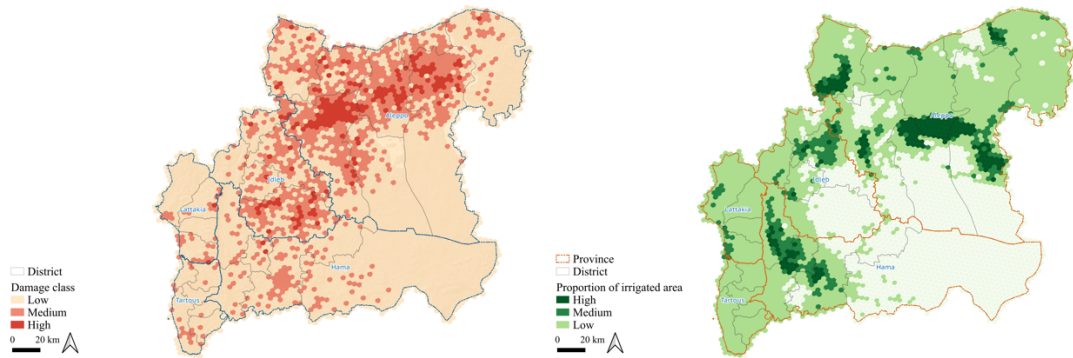 Aleppo
Idleb
Lattakia
Hama
Tartous
District
Damage class
Low
Medium
High
0 20 km
Aleppo
Idleb
Lattakia
Hama
Tartous
Province
District
Proportion of irrigated area
High
Medium
Low
0 20 km